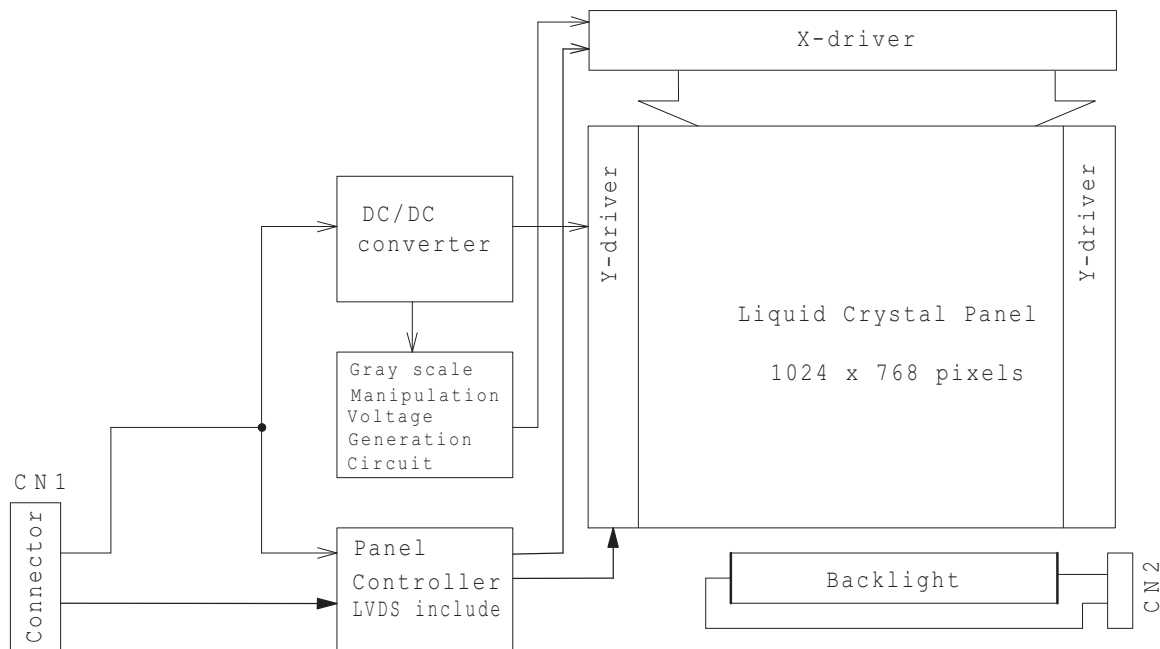 X-driver
Y-driver
Y-driver
DC/DC
converter
Liquid Crystal Panel
1024 x 768 pixels
Gray scale
Manipulation
Voltage
Generation
Circuit
CN1
Connector
Panel
Controller
LVDS include
Backlight
CN2